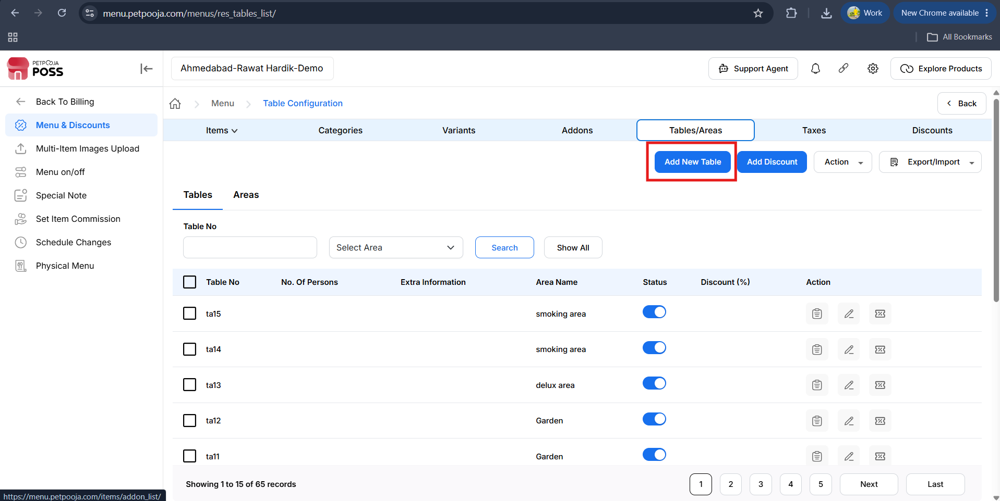 menu.petpooja.com/menus/res_tables_list/
Work
New Chrome available
All Bookmarks
PETPOOJA
POSS
Ahmedabad-Rawat Hardik-Demo
Support Agent
Explore Products
Back To Billing
Menu & Discounts
Multi-Item Images Upload
Menu on/off
Special Note
Set Item Commission
Schedule Changes
Physical Menu
Menu
Table Configuration
Back
Items
Categories
Variants
Addons
Tables/Areas
Taxes
Discounts
Add New Table
Add Discount
Action
Export/Import
Tables
Areas
Table No
Select Area
Search
Show All
Table No No. Of Persons Extra Information Area Name Status Discount (%) Action
ta15 smoking area
ta14 smoking area
ta13 delux area
ta12 Garden
ta11 Garden
Showing 1 to 15 of 65 records
1 2 3 4 5 Next Last
https://menu.petpooja.com/items/addon_list/